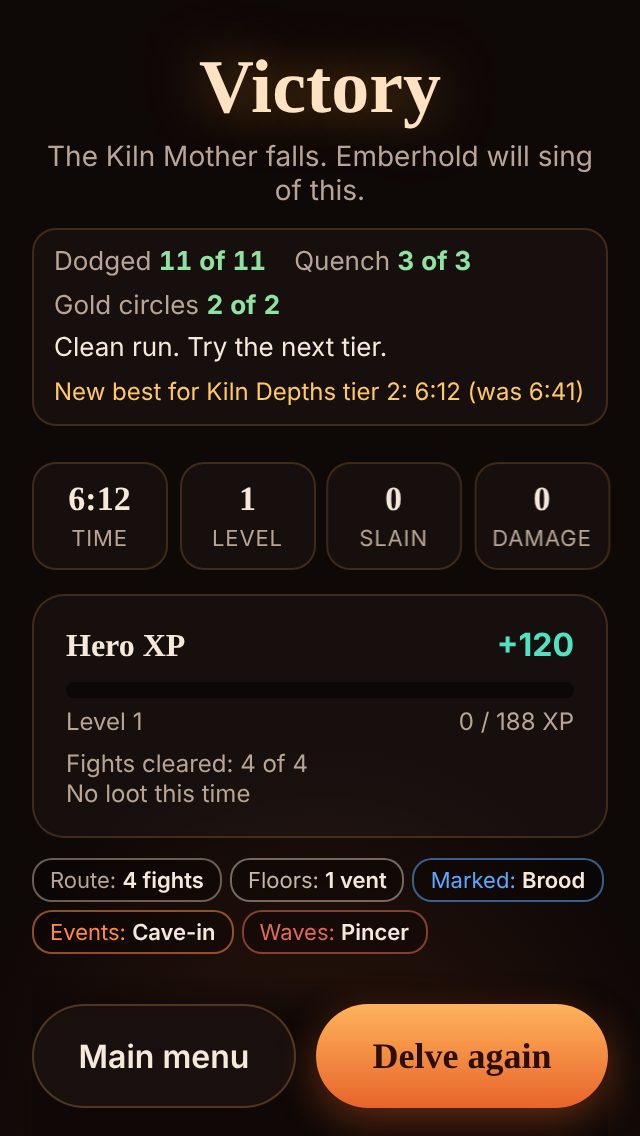 Victory
The Kiln Mother falls. Emberhold will sing
of this.
Dodged 11 of 11 Quench 3 of 3
Gold circles 2 of 2
Clean run. Try the next tier.
New best for Kiln Depths tier 2: 6:12 (was 6:41)
6:12 1 0 0
TIME LEVEL SLAIN DAMAGE
Hero XP +120
Level 1 0 / 188 XP
Fights cleared: 4 of 4
No loot this time
Route: 4 fights Floors: 1 vent Marked: Brood
Events: Cave-in Waves: Pincer
Main menu Delve again